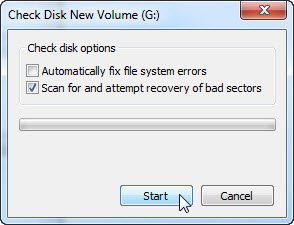 Check Disk New Volume (G:)
Check disk options
Automatically fix file system errors
Scan for and attempt recovery of bad sectors
Start
Cancel